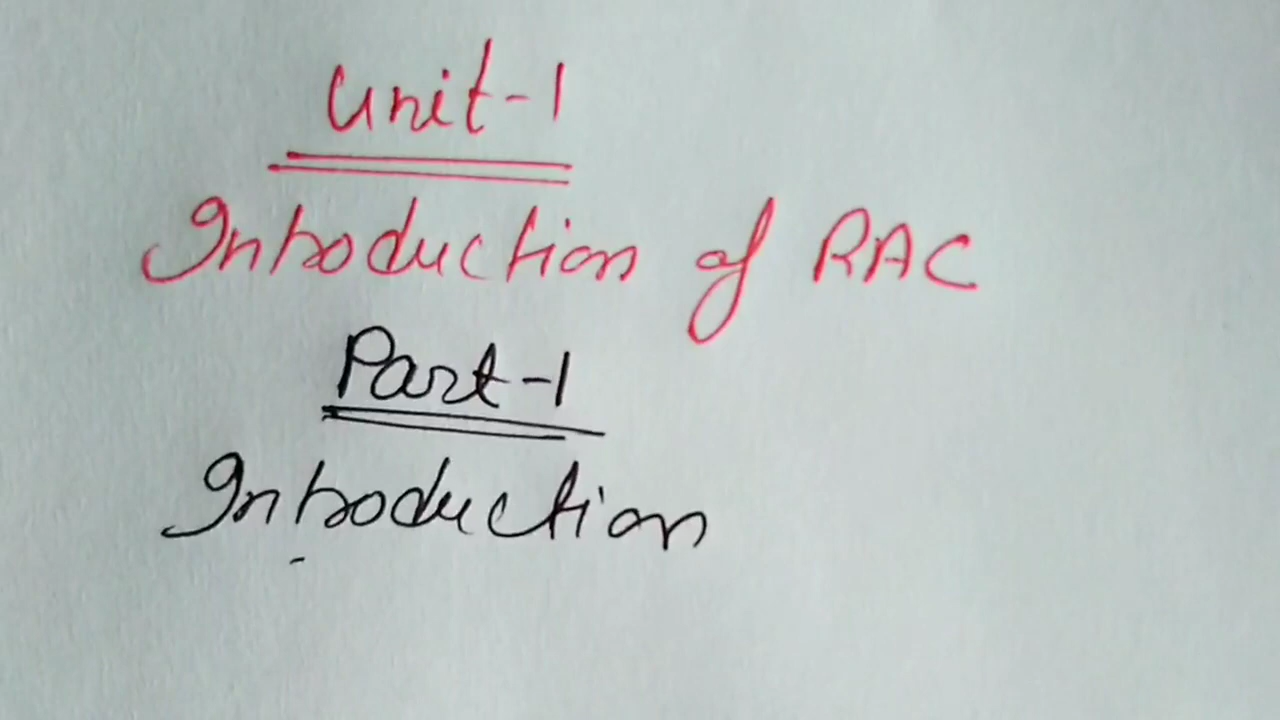 Unit-1
Introduction of RAC
Part-1
Introduction